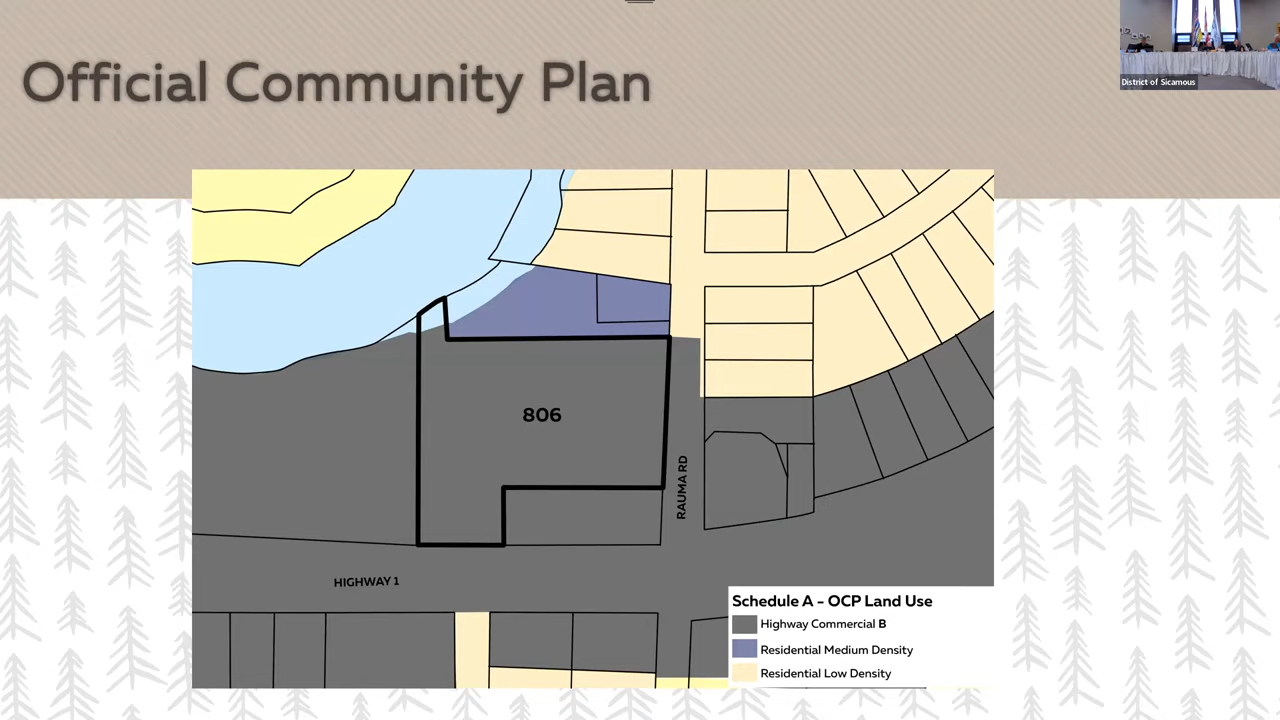 Official Community Plan
District of Sicamous
806
RAUMA RD
HIGHWAY 1
Schedule A - OCP Land Use
Highway Commercial B
Residential Medium Density
Residential Low Density